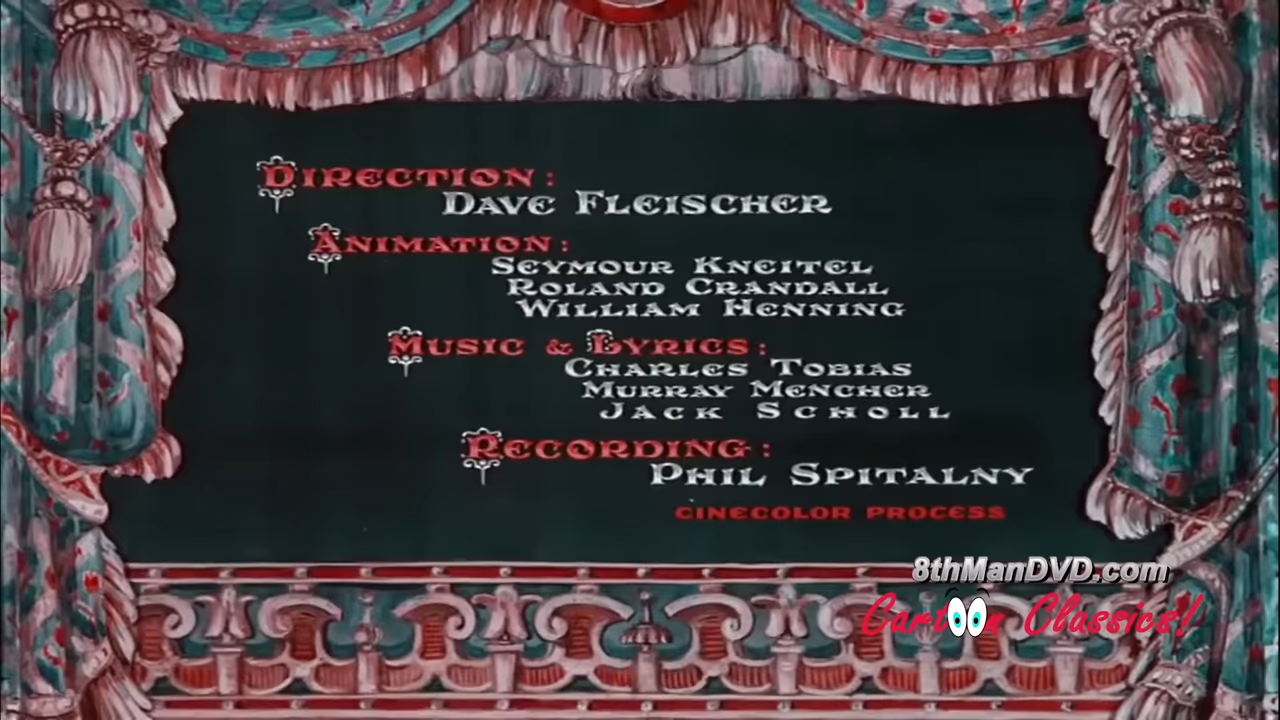 Direction:
Dave Fleischer
Animation:
Seymour Kneitel
Roland Crandall
William Henning
Music & Lyrics:
Charles Tobias
Murray Mencher
Jack Scholl
Recording:
Phil Spitalny
CINECOLOR PROCESS
8thManDVD.com
Cartoon Classics!